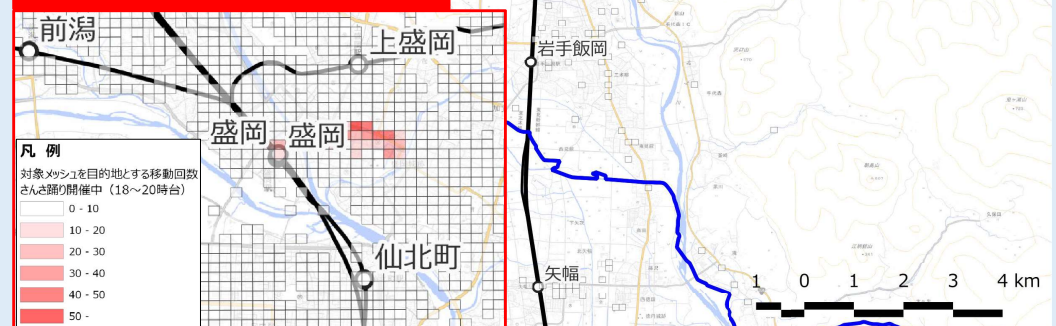 前潟
上盛岡
盛岡
盛岡
仙北町
凡 例
対象メッシュを目的地とする移動回数
さんさ踊り開催中（18～20時台）
0 - 10
10 - 20
20 - 30
30 - 40
40 - 50
50 -
岩手飯岡
矢幅
1 0 1 2 3 4 km